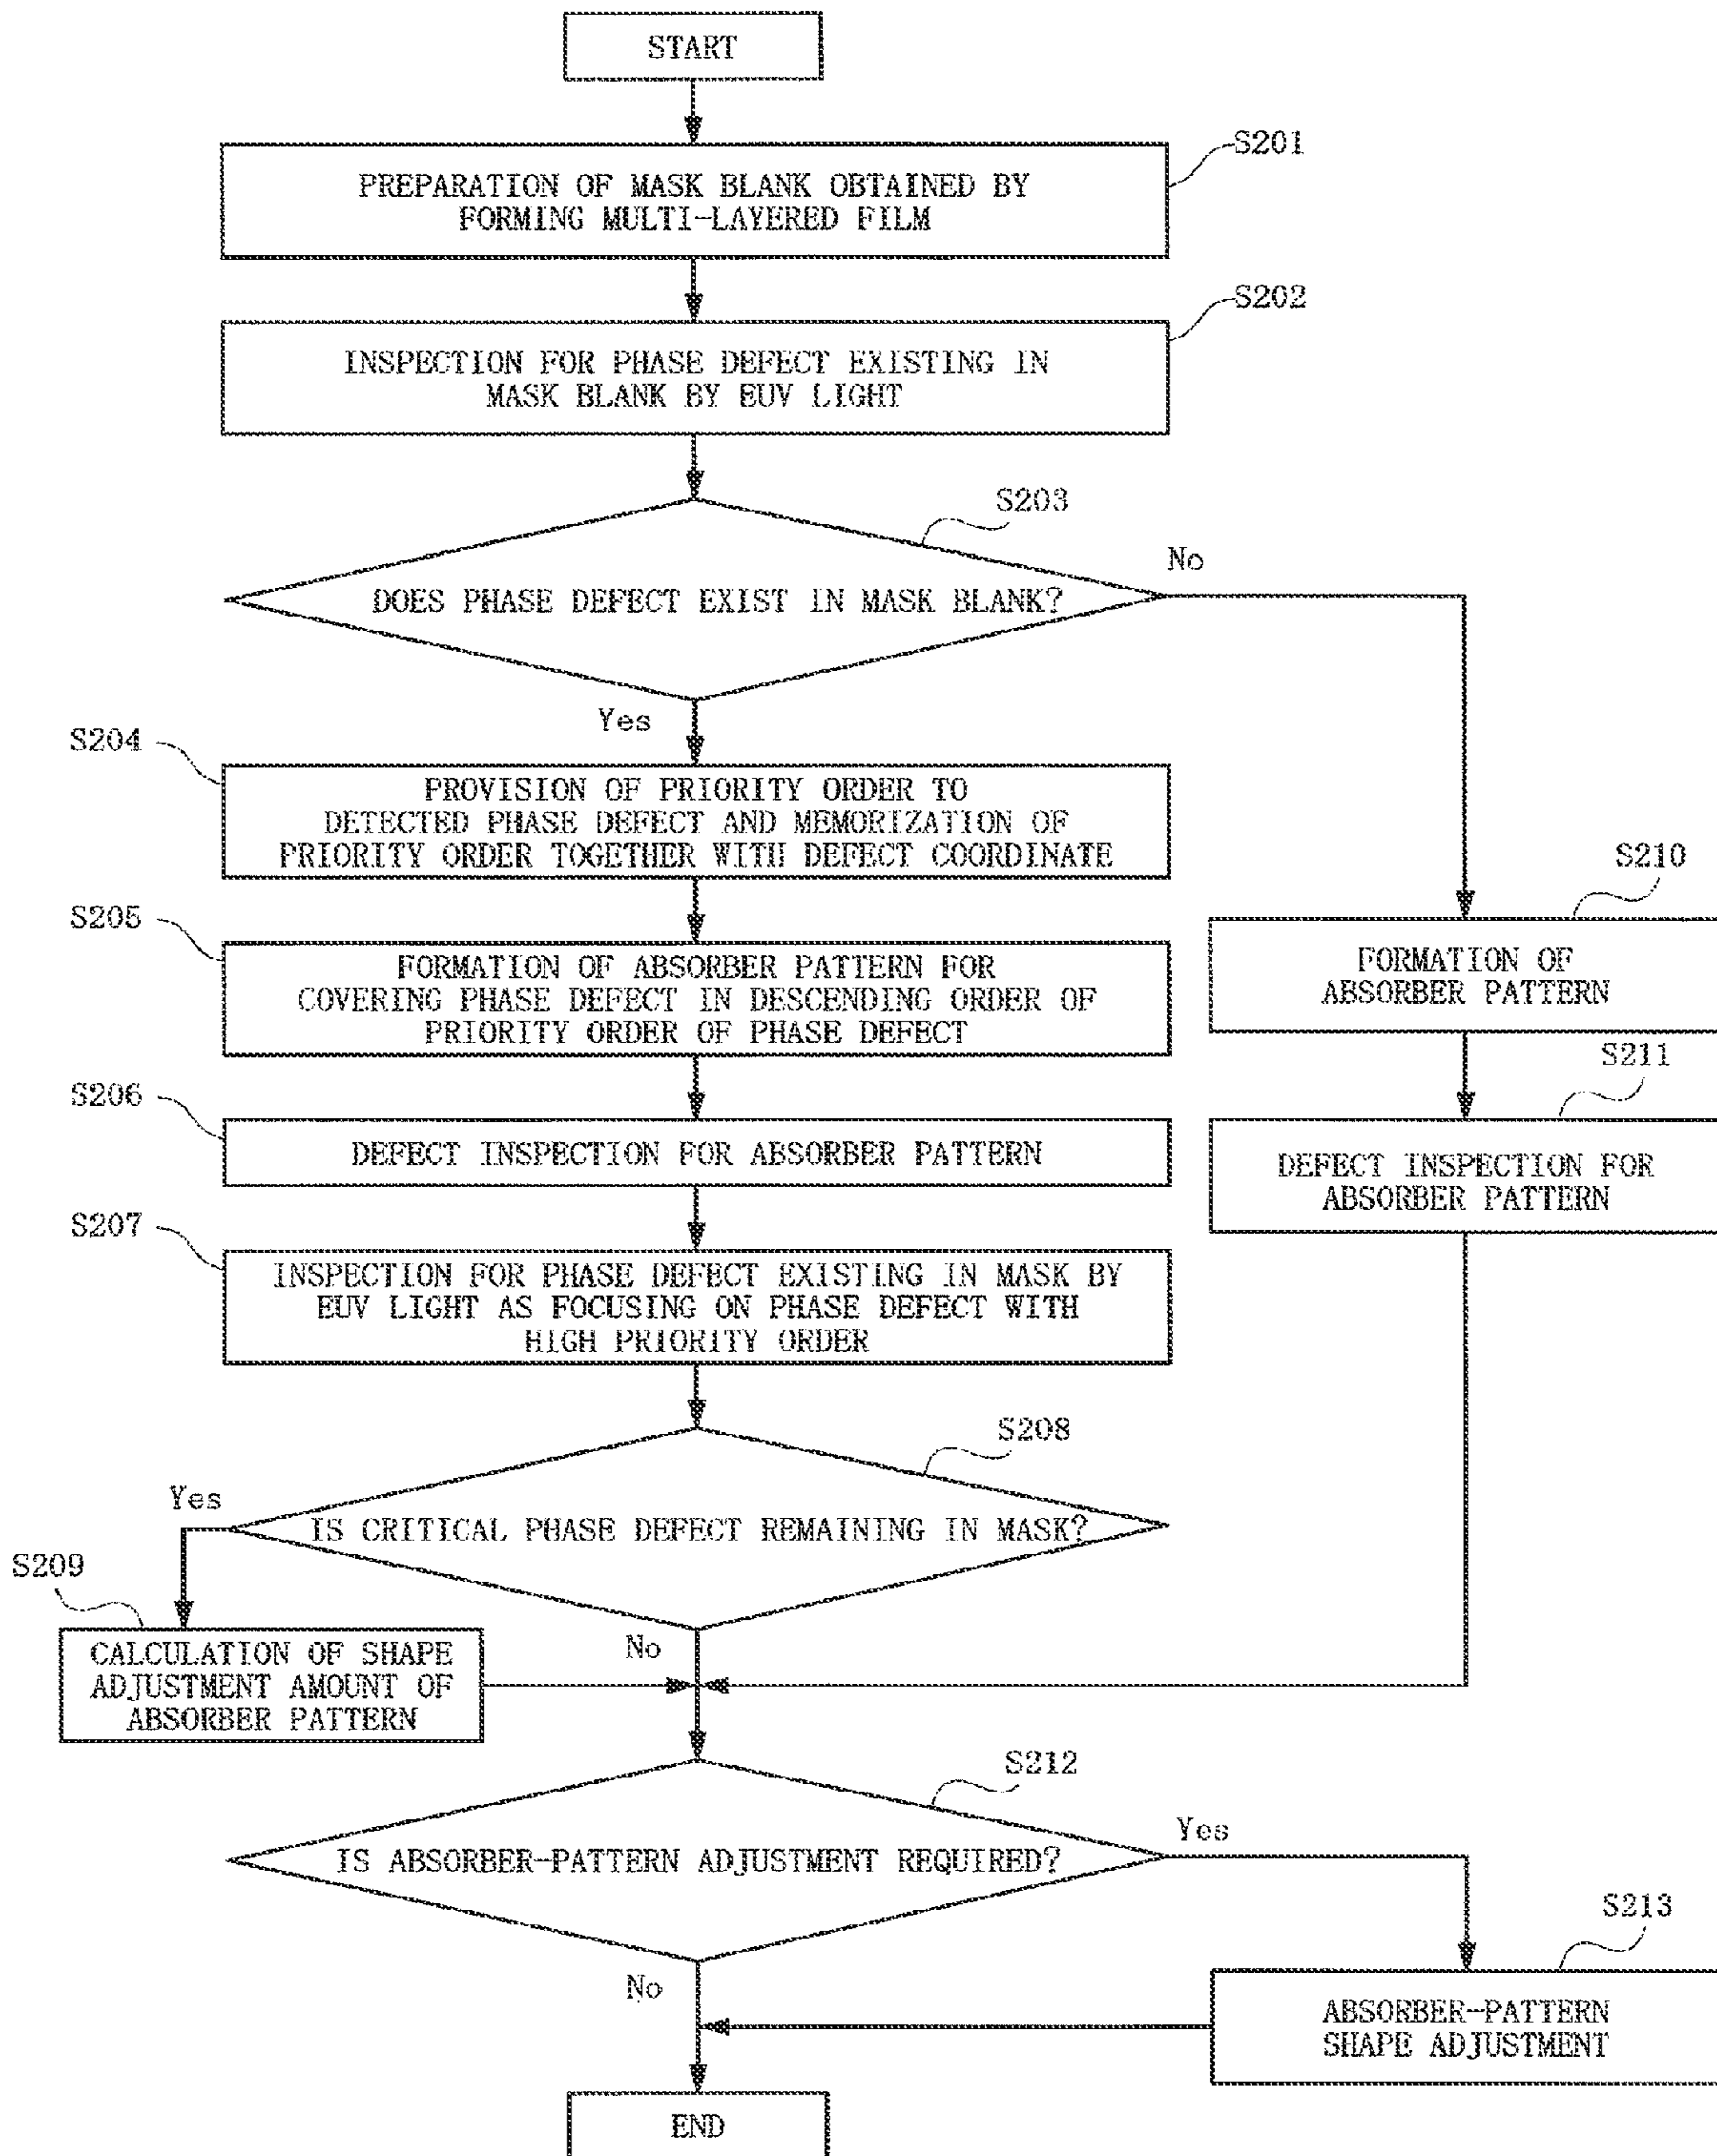 START
S201
PREPARATION OF MASK BLANK OBTAINED BY
FORMING MULTI-LAYERED FILM
S202
INSPECTION FOR PHASE DEFECT EXISTING IN
MASK BLANK BY EUV LIGHT
S203
DOES PHASE DEFECT EXIST IN MASK BLANK?
No
Yes
S204
PROVISION OF PRIORITY ORDER TO
DETECTED PHASE DEFECT AND MEMORIZATION OF
PRIORITY ORDER TOGETHER WITH DEFECT COORDINATE
S205
FORMATION OF ABSORBER PATTERN FOR
COVERING PHASE DEFECT IN DESCENDING ORDER OF
PRIORITY ORDER OF PHASE DEFECT
S210
FORMATION OF
ABSORBER PATTERN
S206
DEFECT INSPECTION FOR ABSORBER PATTERN
S211
DEFECT INSPECTION FOR
ABSORBER PATTERN
S207
INSPECTION FOR PHASE DEFECT EXISTING IN MASK BY
EUV LIGHT AS FOCUSING ON PHASE DEFECT WITH
HIGH PRIORITY ORDER
S208
IS CRITICAL PHASE DEFECT REMAINING IN MASK?
Yes
No
S209
CALCULATION OF SHAPE
ADJUSTMENT AMOUNT OF
ABSORBER PATTERN
S212
IS ABSORBER-PATTERN ADJUSTMENT REQUIRED?
Yes
No
S213
ABSORBER-PATTERN
SHAPE ADJUSTMENT
END